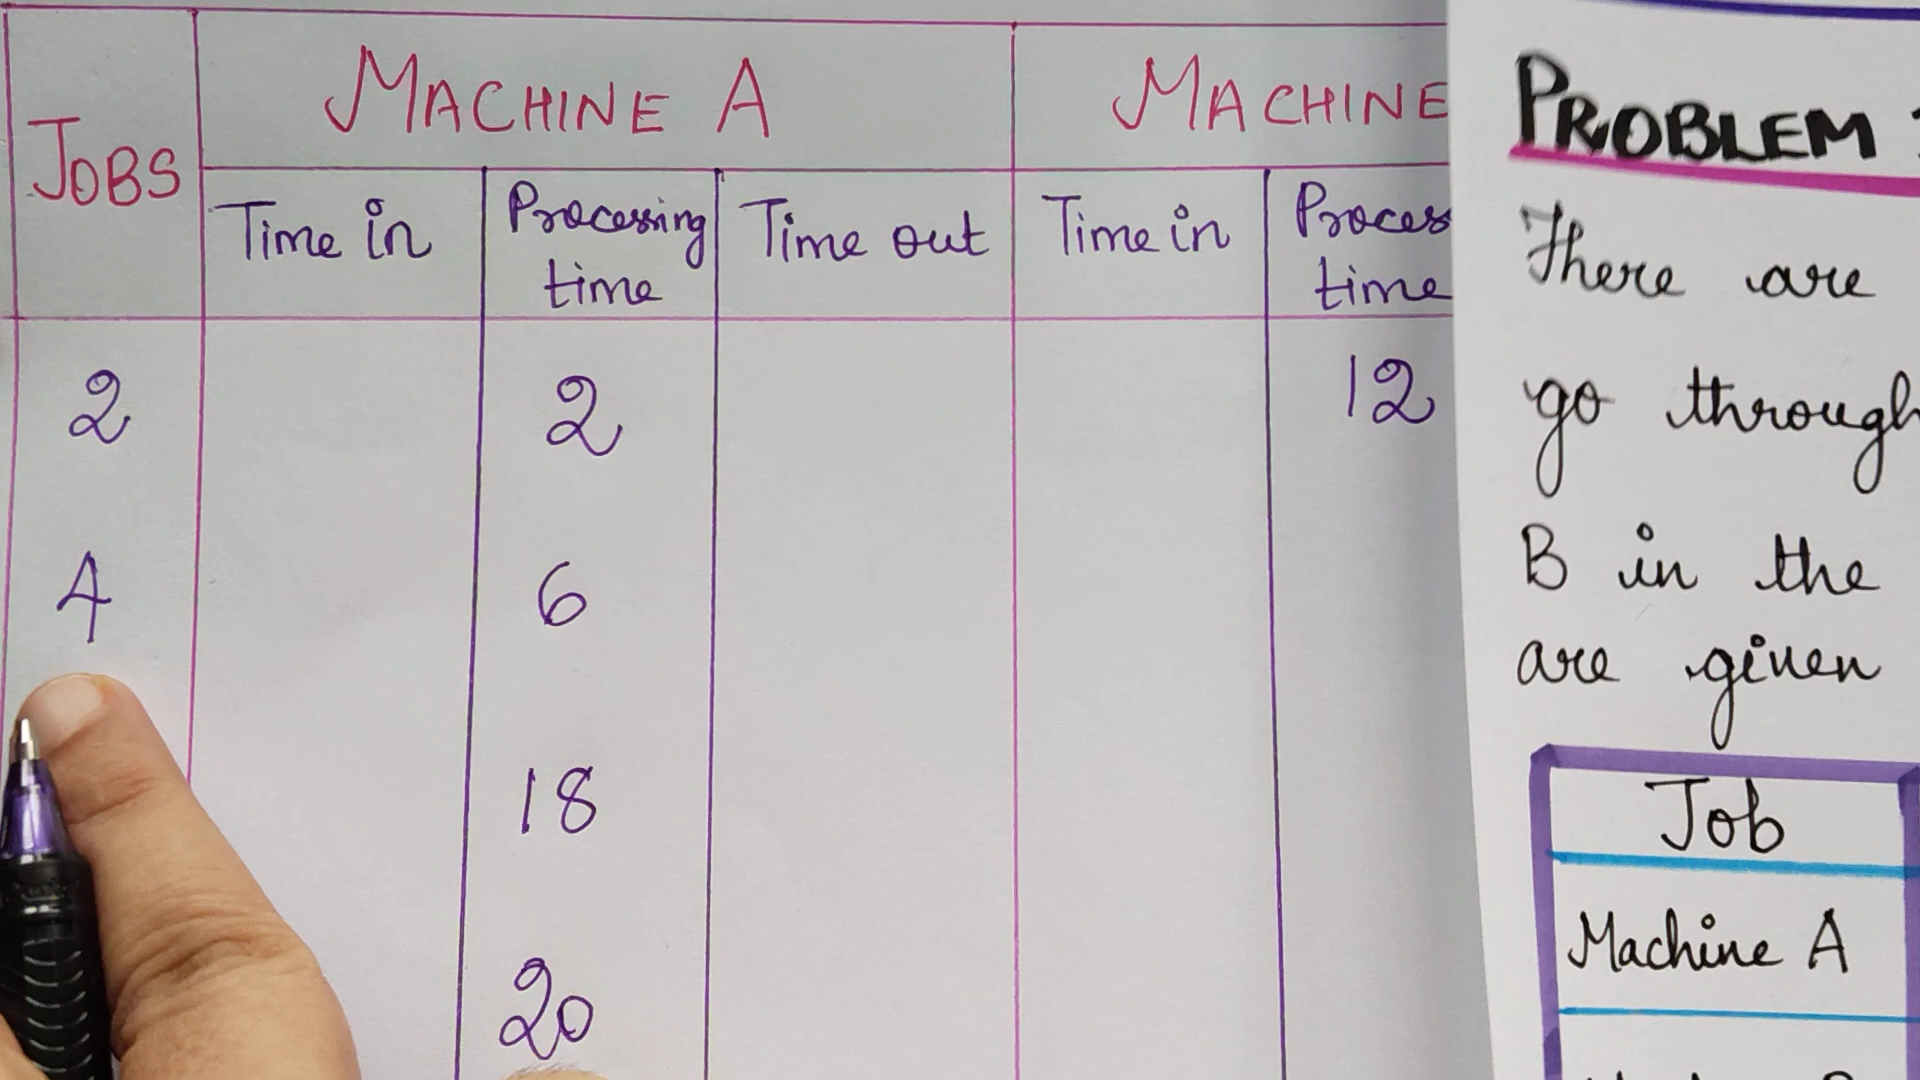 JOBS
MACHINE A
MACHINE
Time in
Processing time
Time out
Time in
Proces
time
2
2
12
4
6
18
20
PROBLEM
There are
go through
B in the
are given
Job
Machine A